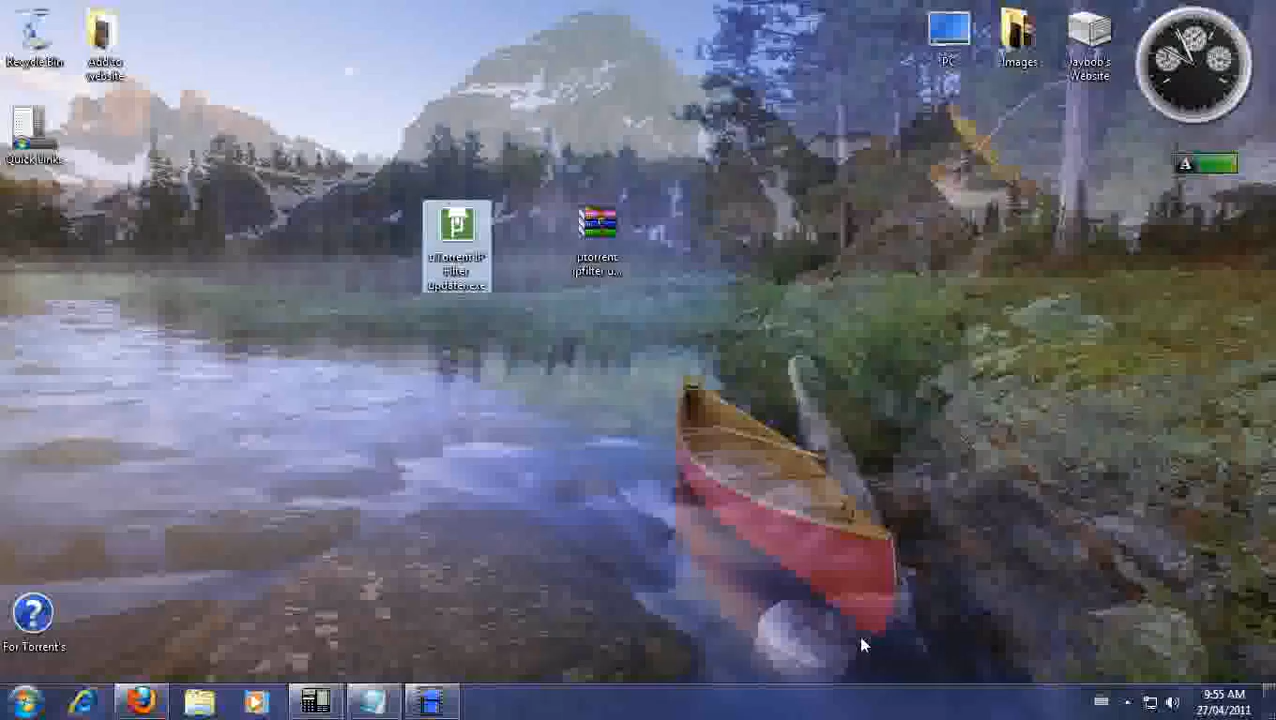 Recycle Bin
Add to
website
PC
Images
Jaybob's
Website
A
Quick Links
uTorrent IP
Filter
Updater.exe
µtorrent
ipfilter u...
For Torrent's
9:55 AM
27/04/2011